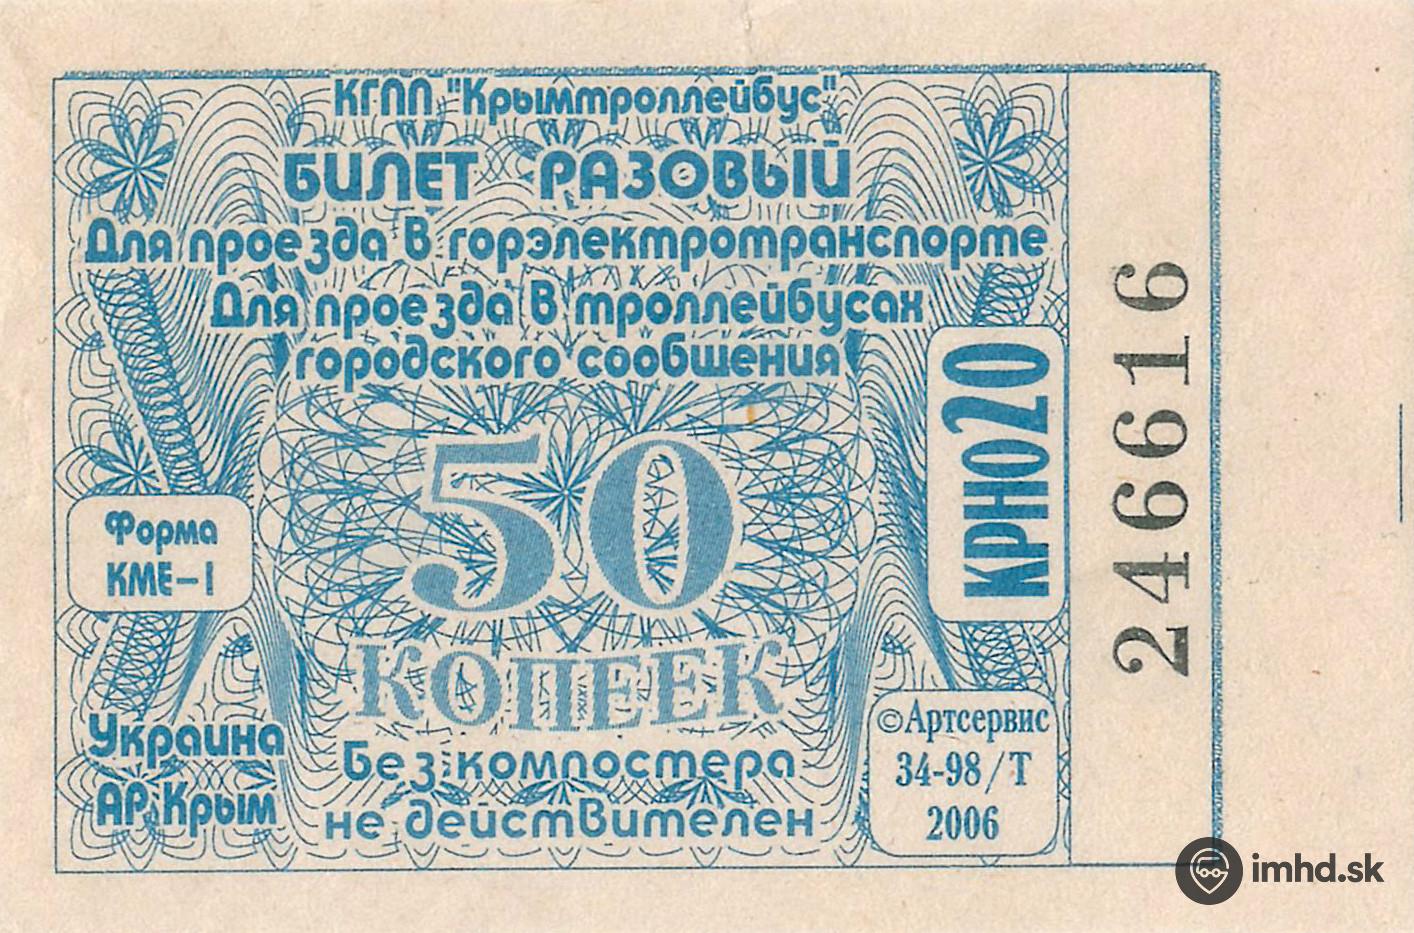 КГПП "Крымтроллейбус"
БИЛЕТ РАЗОВЫЙ
Для проезда в горэлектротранспорте
Для проезда в троллейбусах
городского сообщения
50
КОПЕЕК
Форма
КМЕ-1
КРНО20
246616
Украина
АР Крым
Без компостера
не действителен
©Артсервис
34-98/Т
2006
imhd.sk